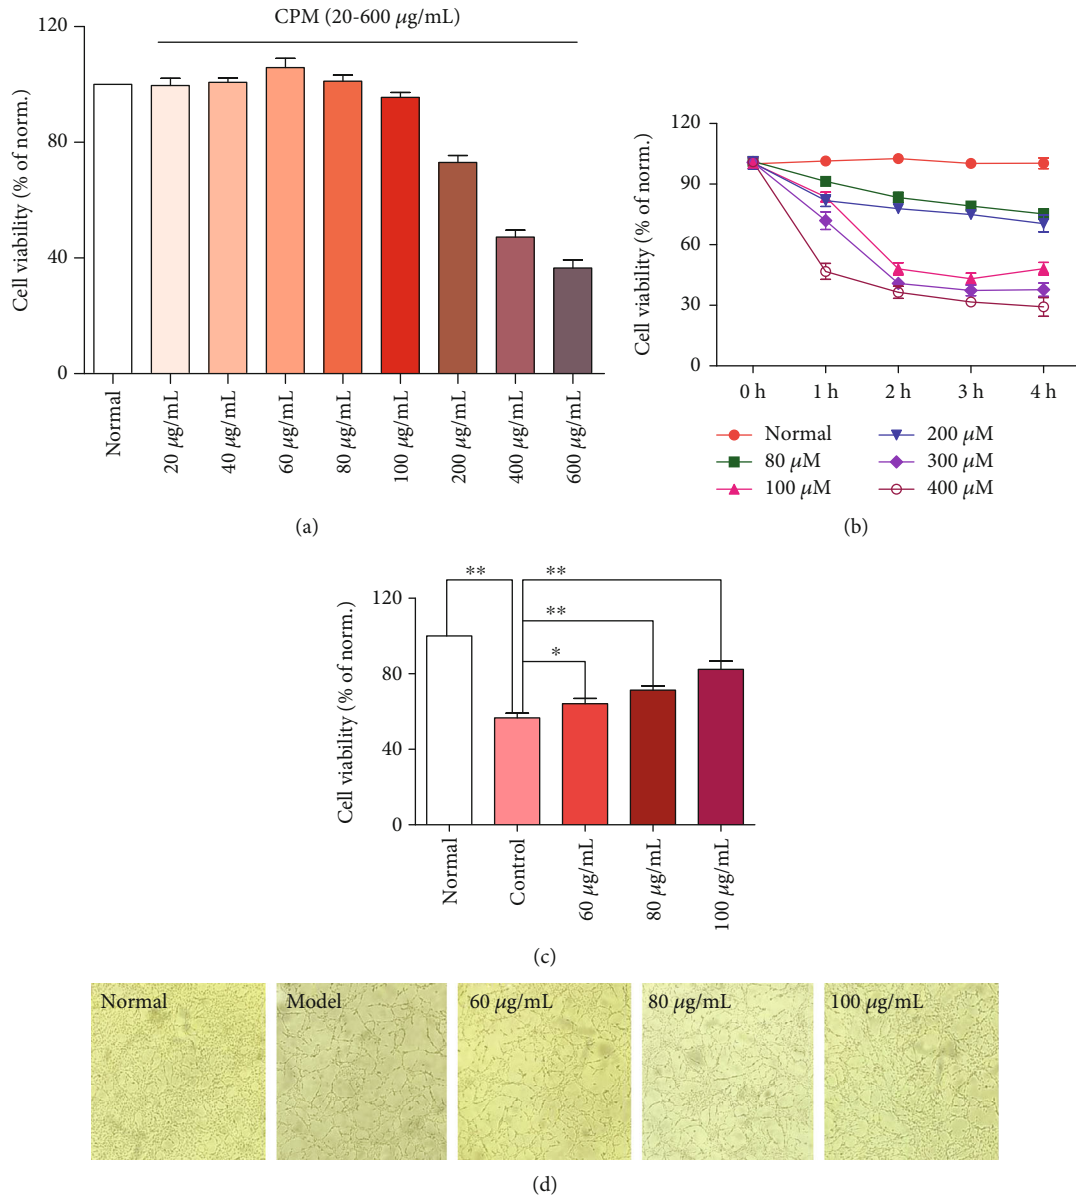 CPM (20-600 µg/mL)
Cell viability (% of norm.)
120
80
40
0
Normal
20 µg/mL
40 µg/mL
60 µg/mL
80 µg/mL
100 µg/mL
200 µg/mL
400 µg/mL
600 µg/mL
(a)
Cell viability (% of norm.)
120
90
60
30
0
0 h
1 h
2 h
3 h
4 h
Normal
80 µM
100 µM
200 µM
300 µM
400 µM
(b)
Cell viability (% of norm.)
120
80
40
0
**
**
**
*
Normal
Control
60 µg/mL
80 µg/mL
100 µg/mL
(c)
Normal
Model
60 µg/mL
80 µg/mL
100 µg/mL
(d)